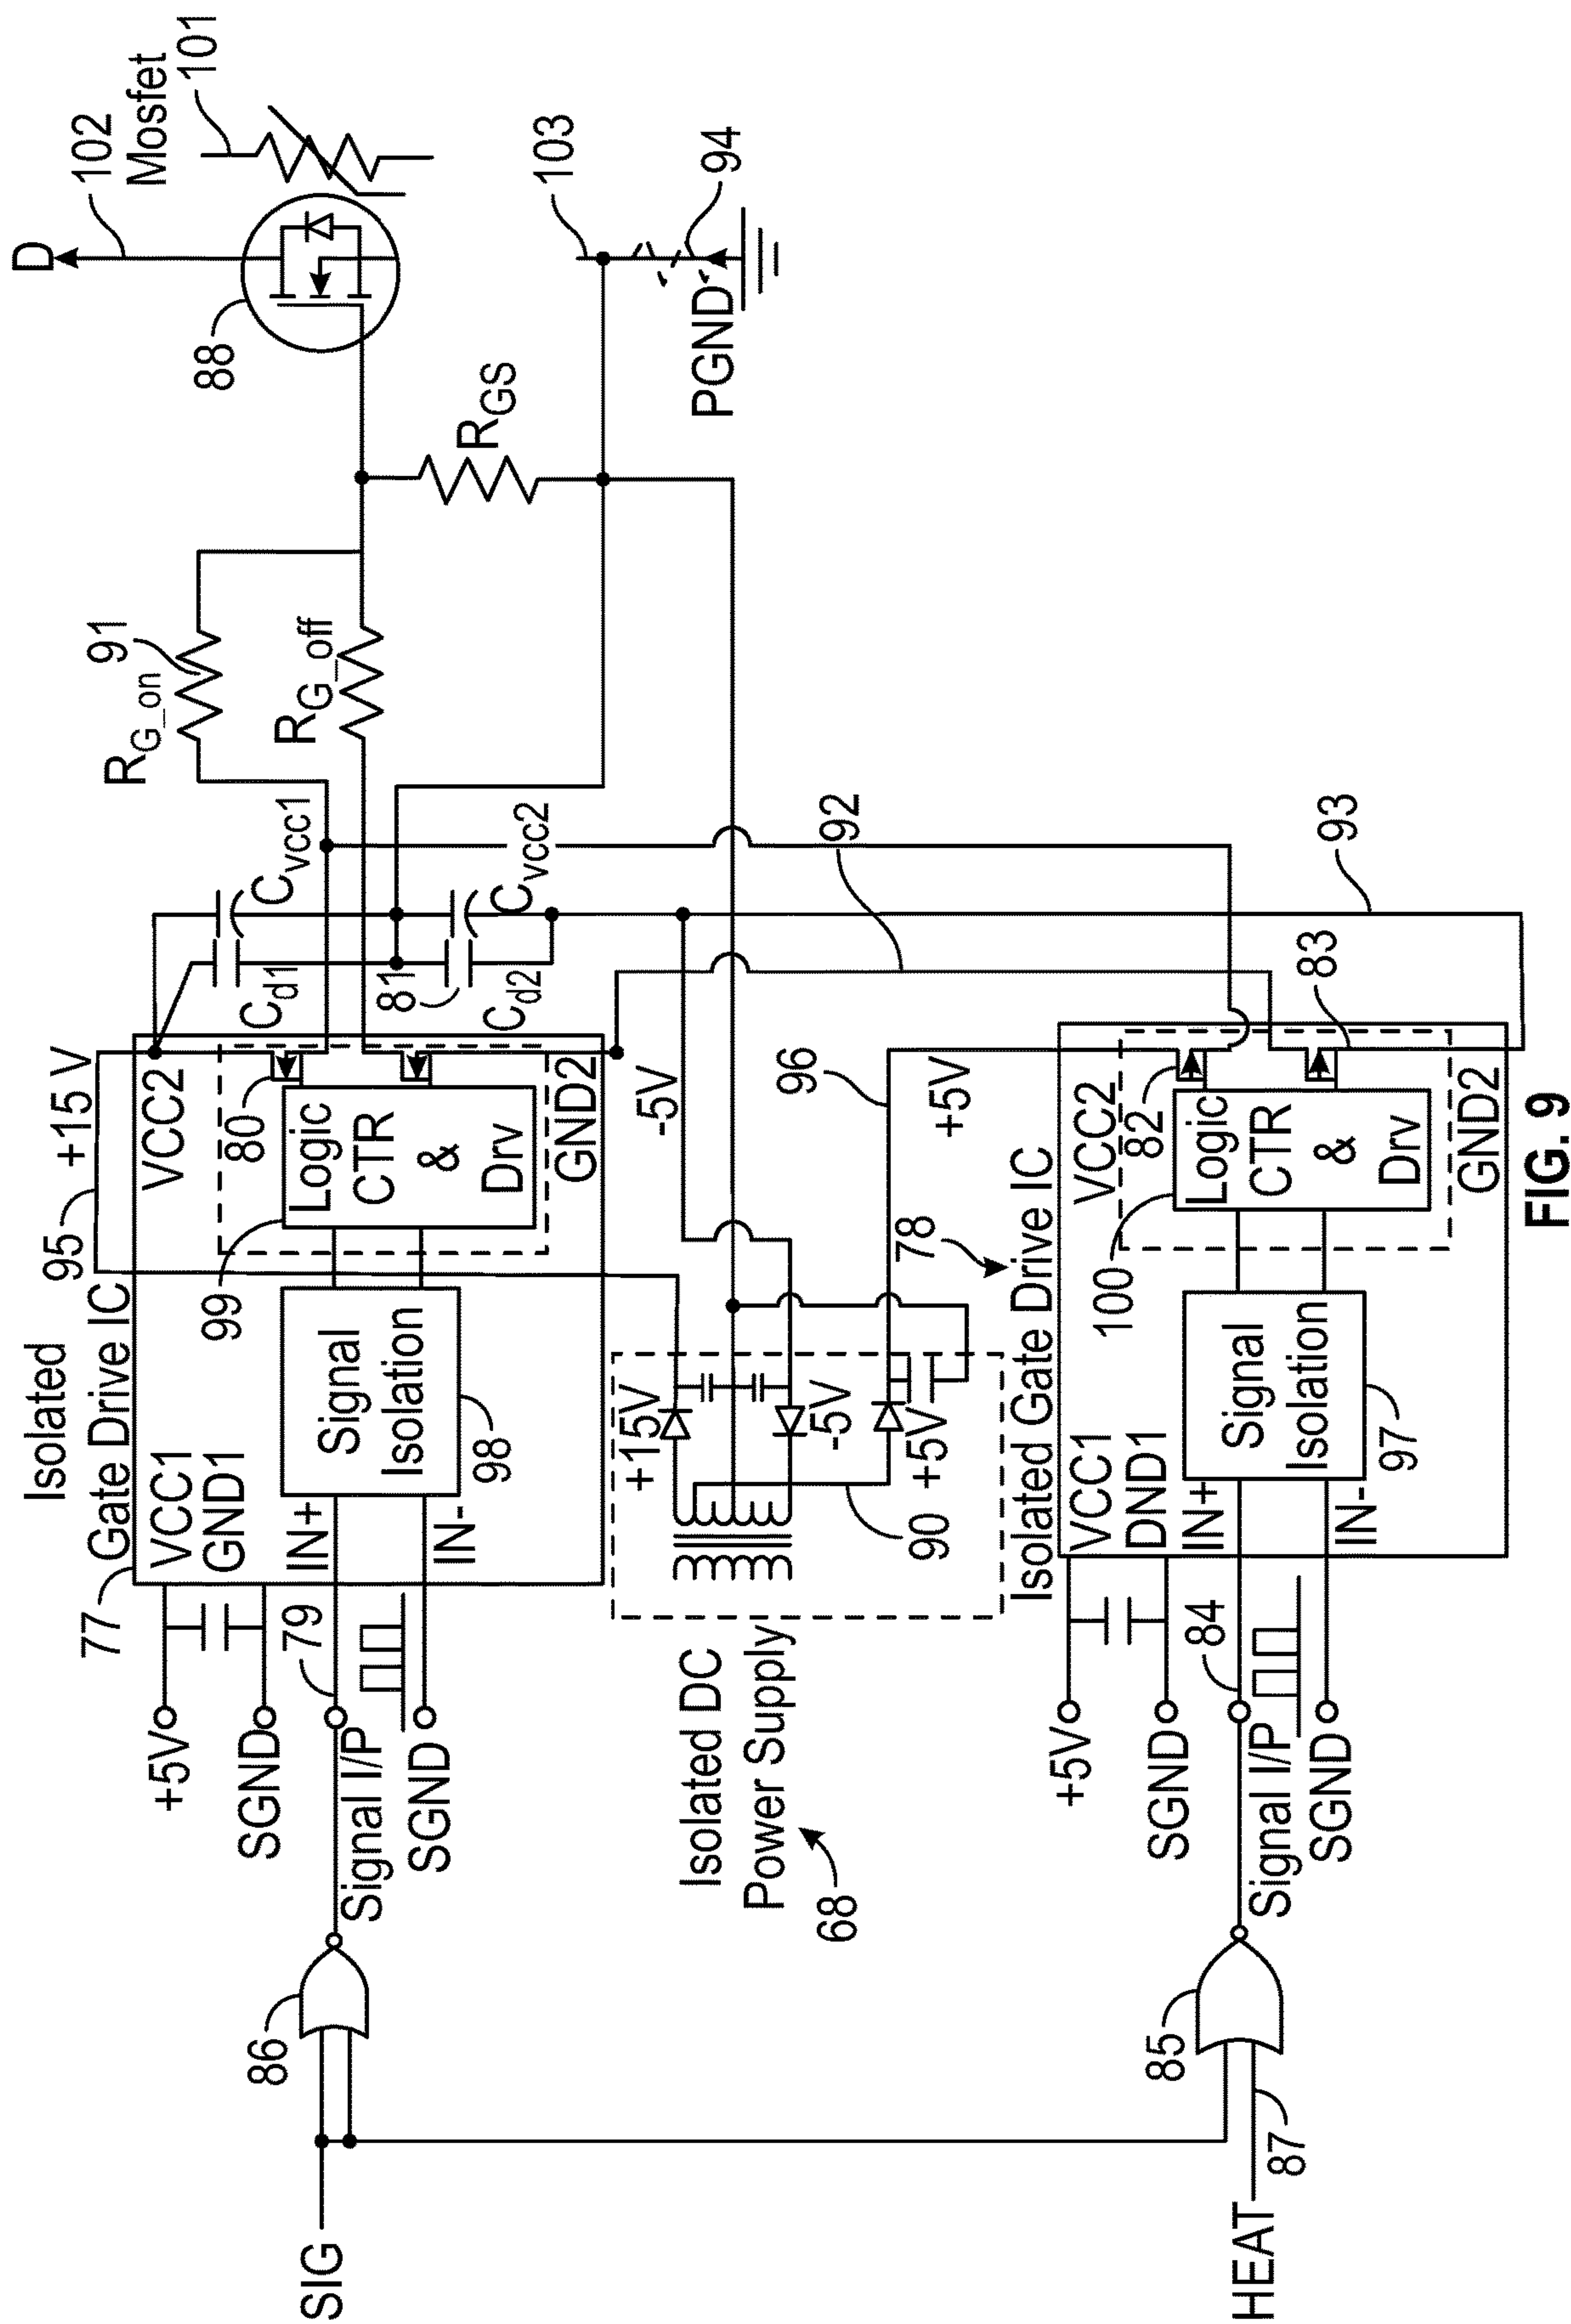 D
102
Mosfet
101
88
103
94
PGND
RGS
91
RG_on
RG_off
Cvcc1
Cvcc2
Cd1
81
Cd2
92
93
+15 V
95
VCC2
80
99
Logic
CTR
&
Drv
GND2
-5V
Isolated
Gate Drive IC
77
VCC1
GND1
IN+
IN-
Signal
Isolation
98
+5V
SGND
79
Signal I/P
SGND
86
SIG
Isolated DC
Power Supply
68
+15V
-5V
+5V
90
96
+5V
78
Isolated Gate Drive IC
VCC1
DND1
IN+
IN-
Signal
Isolation
97
VCC2
82
83
100
Logic
CTR
&
Drv
GND2
+5V
SGND
84
Signal I/P
SGND
85
87
HEAT
FIG. 9